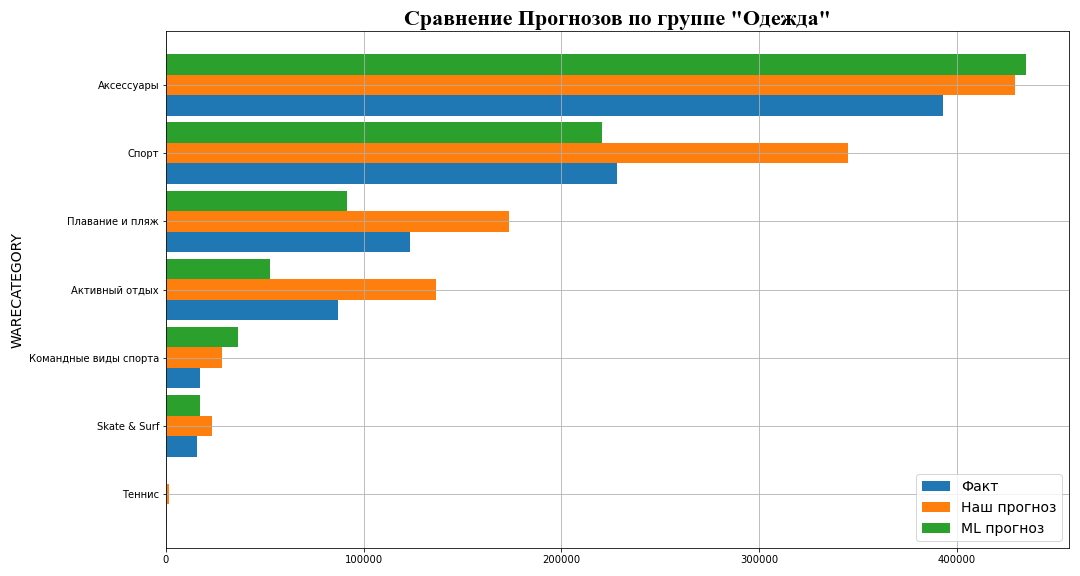 Сравнение Прогнозов по группе "Одежда"
WARECATEGORY
Аксессуары
Спорт
Плавание и пляж
Активный отдых
Командные виды спорта
Skate & Surf
Теннис
Факт
Наш прогноз
ML прогноз
0 100000 200000 300000 400000